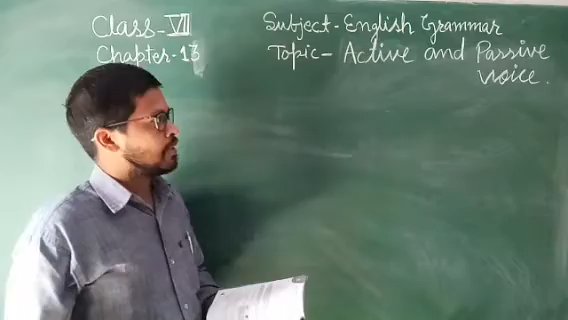 Class-VII
Chapter-13
Subject-English Grammar
Topic- Active and Passive
voice.